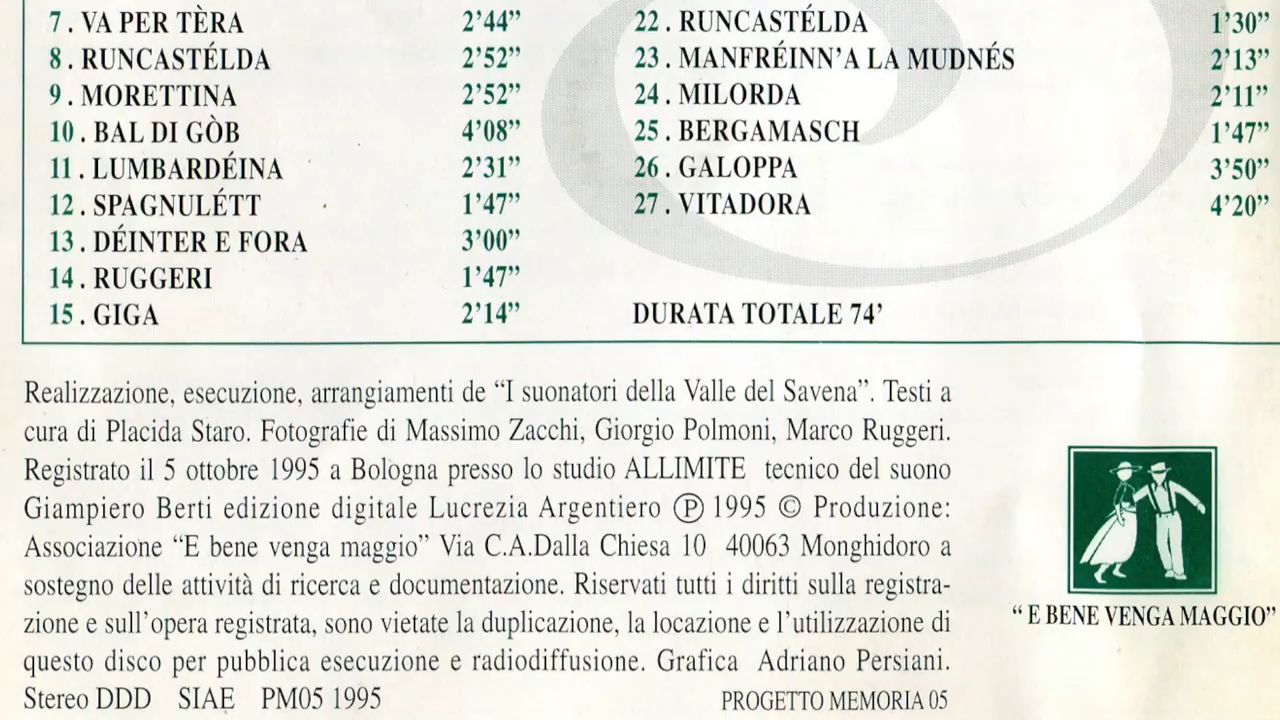 7. VA PER TÈRA 2’44”
8. RUNCASTÉLDA 2’52”
9. MORETTINA 2’52”
10. BAL DI GÒB 4’08”
11. LUMBARDÉINA 2’31”
12. SPAGNULÉTT 1’47”
13. DÉINTER E FORA 3’00”
14. RUGGERI 1’47”
15. GIGA 2’14”
22. RUNCASTÉLDA 1’30”
23. MANFRÉINN’A LA MUDNÉS 2’13”
24. MILORDA 2’11”
25. BERGAMASCH 1’47”
26. GALOPPA 3’50”
27. VITADORA 4’20”
DURATA TOTALE 74’
Realizzazione, esecuzione, arrangiamenti de “I suonatori della Valle del Savena”. Testi a
cura di Placida Staro. Fotografie di Massimo Zacchi, Giorgio Polmoni, Marco Ruggeri.
Registrato il 5 ottobre 1995 a Bologna presso lo studio ALLIMITE tecnico del suono
Giampiero Berti edizione digitale Lucrezia Argentiero Ⓟ 1995 © Produzione:
Associazione “E bene venga maggio” Via C.A.Dalla Chiesa 10 40063 Monghidoro a
sostegno delle attività di ricerca e documentazione. Riservati tutti i diritti sulla registra-
zione e sull’opera registrata, sono vietate la duplicazione, la locazione e l’utilizzazione di
questo disco per pubblica esecuzione e radiodiffusione. Grafica Adriano Persiani.
Stereo DDD SIAE PM05 1995 PROGETTO MEMORIA 05
“E BENE VENGA MAGGIO”